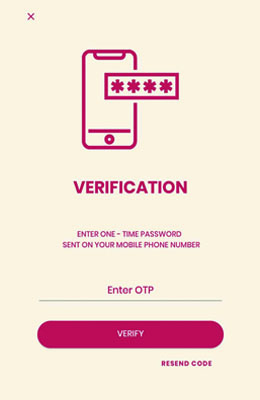 VERIFICATION
ENTER ONE - TIME PASSWORD
SENT ON YOUR MOBILE PHONE NUMBER
Enter OTP
VERIFY
RESEND CODE